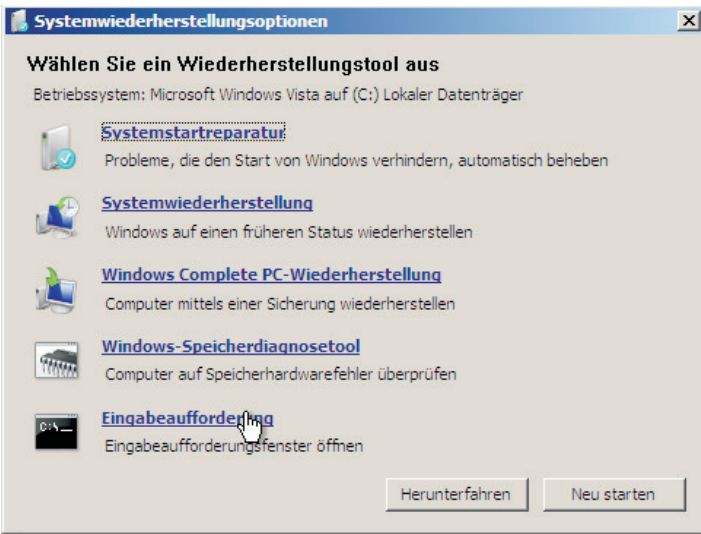 Systemwiederherstellungsoptionen
Wählen Sie ein Wiederherstellungstool aus
Betriebssystem: Microsoft Windows Vista auf (C:) Lokaler Datenträger
Systemstartreparatur
Probleme, die den Start von Windows verhindern, automatisch beheben
Systemwiederherstellung
Windows auf einen früheren Status wiederherstellen
Windows Complete PC-Wiederherstellung
Computer mittels einer Sicherung wiederherstellen
Windows-Speicherdiagnosetool
Computer auf Speicherhardwarefehler überprüfen
C:\_
Eingabeaufforderung
Eingabeaufforderungsfenster öffnen
Herunterfahren Neu starten